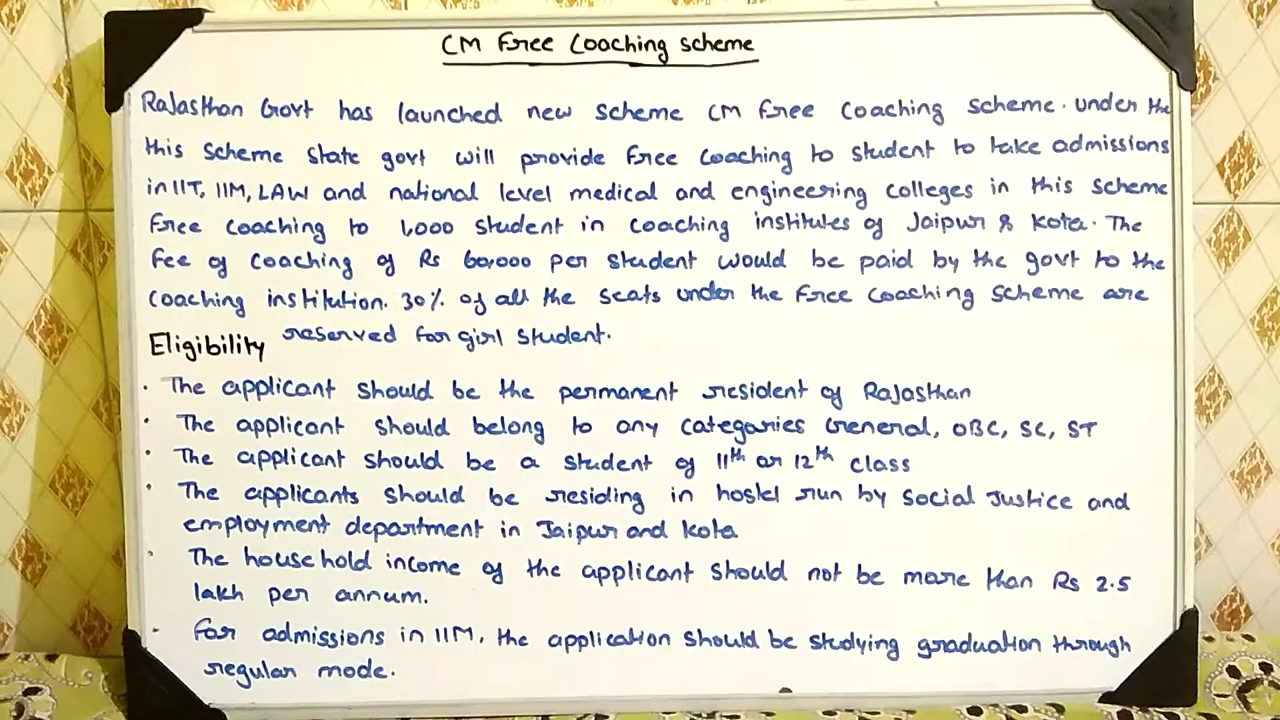 CM Free Coaching scheme
Rajasthan Govt has launched new scheme CM Free Coaching scheme. under the
this scheme state govt will provide free coaching to student to take admissions
in IIT, IIM, LAW and national level medical and engineering colleges in this scheme
free coaching to 1,000 student in coaching institutes of Jaipur & Kota. The
fee of coaching of Rs 60,000 per student would be paid by the govt to the
coaching institution. 30% of all the seats under the free coaching scheme are
reserved for girl student.
Eligibility
• The applicant should be the permanent resident of Rajasthan
• The applicant should belong to any categories General, OBC, SC, ST
• The applicant should be a student of 11th or 12th class
• The applicants should be residing in hostel run by Social Justice and
employment department in Jaipur and Kota
• The household income of the applicant should not be more than Rs 2.5
lakh per annum.
• For admissions in IIM, the application should be studying graduation through
regular mode.